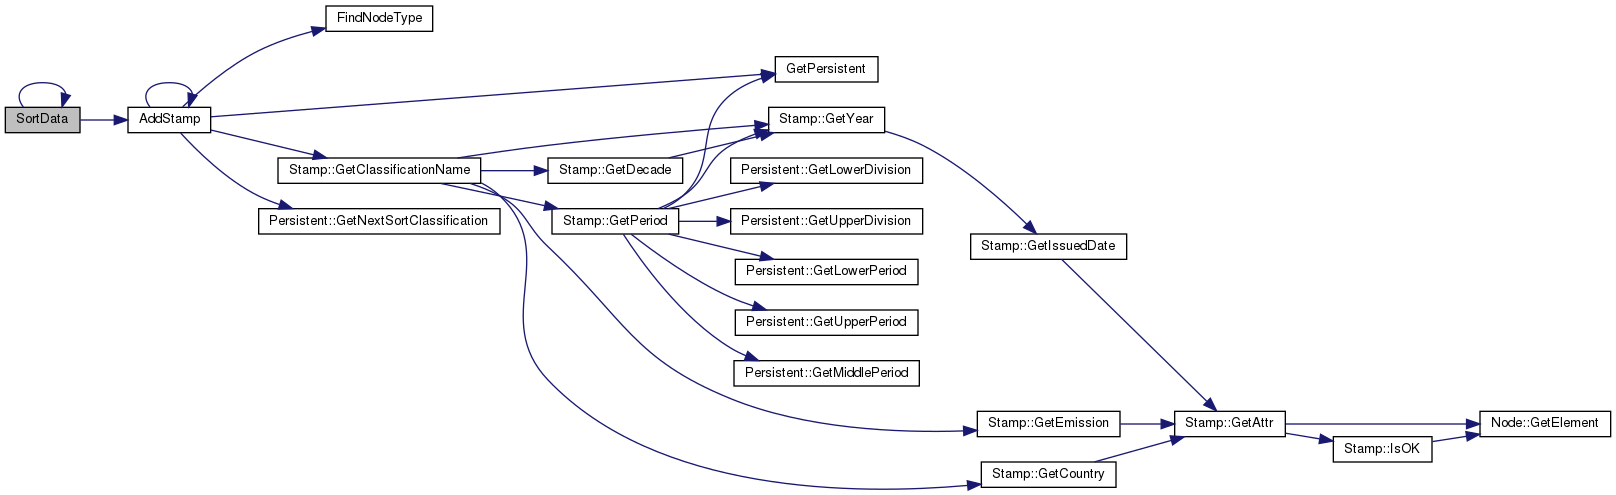 FindNodeType
GetPersistent
SortData
AddStamp
Stamp::GetYear
Stamp::GetClassificationName
Stamp::GetDecade
Persistent::GetLowerDivision
Persistent::GetNextSortClassification
Stamp::GetPeriod
Persistent::GetUpperDivision
Stamp::GetIssuedDate
Persistent::GetLowerPeriod
Persistent::GetUpperPeriod
Persistent::GetMiddlePeriod
Stamp::GetEmission
Stamp::GetAttr
Node::GetElement
Stamp::IsOK
Stamp::GetCountry